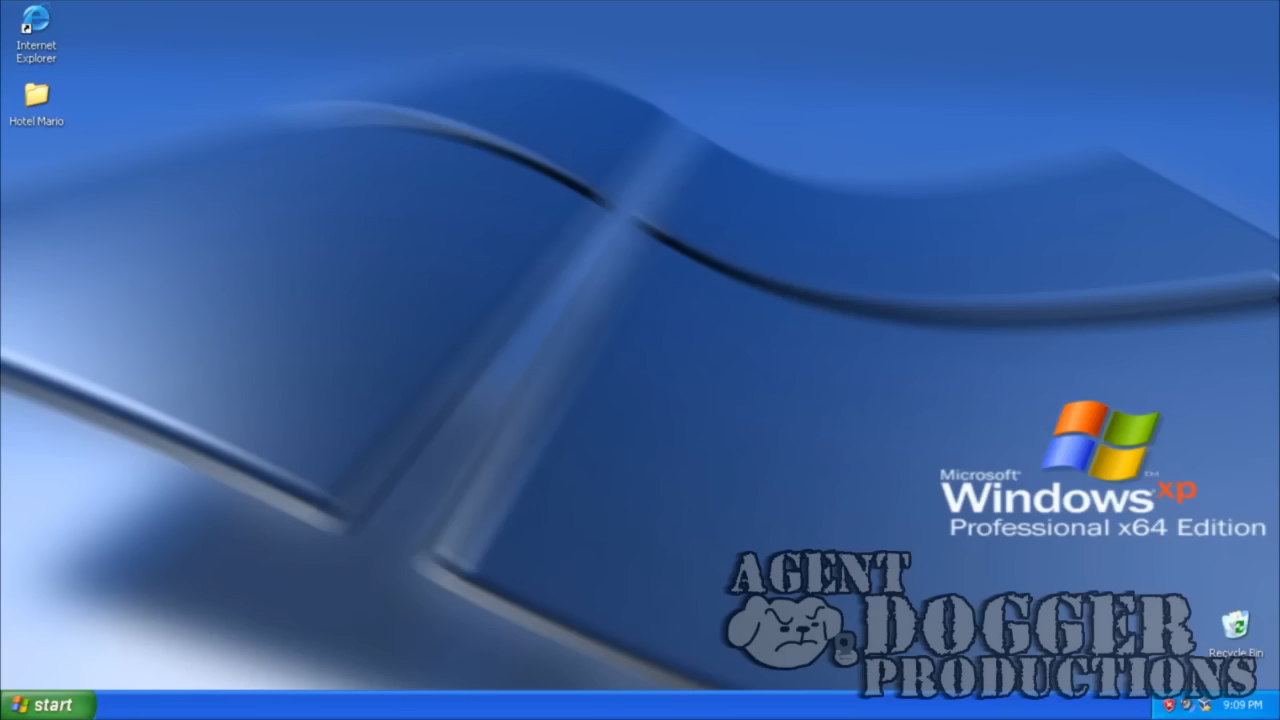 Internet
Explorer
Hotel Mario
Microsoft
Windows xp
Professional x64 Edition
AGENT
DOGGER
PRODUCTIONS
Recycle Bin
start
9:09 PM